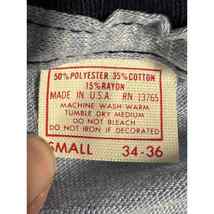 50% POLYESTER 35% COTTON
15% RAYON
MADE IN U.S.A. RN 13765
MACHINE WASH WARM
TUMBLE DRY MEDIUM
DO NOT BLEACH
DO NOT IRON IF DECORATED
SMALL 34-36